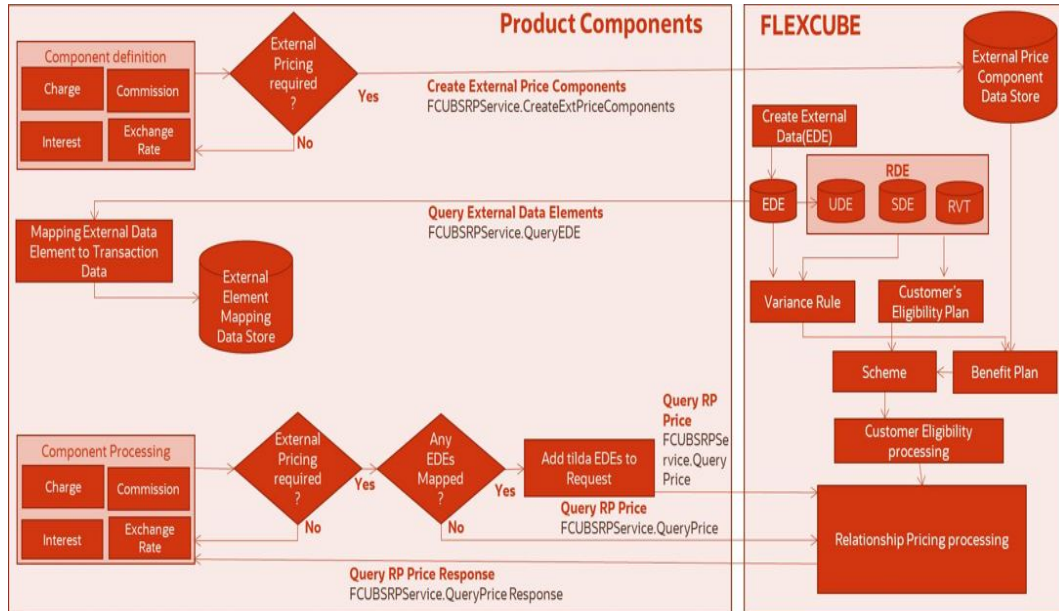 Product Components
Component definition
Charge
Commission
Interest
Exchange
Rate
External
Pricing
required
?
Yes
No
Create External Price Components
FCUBSRPService.CreateExtPriceComponents
Query External Data Elements
FCUBSRPService.QueryEDE
Mapping External Data
Element to Transaction
Data
External
Element
Mapping
Data Store
Component Processing
Charge
Commission
Interest
Exchange
Rate
External
Pricing
required
?
Yes
No
Any
EDEs
Mapped
?
Yes
No
Add tilda EDEs to
Request
Query RP
Price
FCUBSRPSe
rvice.Query
Price
Query RP Price
FCUBSRPService.QueryPrice
Query RP Price Response
FCUBSRPService.QueryPrice Response
FLEXCUBE
External Price
Component
Data Store
Create External
Data(EDE)
EDE
RDE
UDE
SDE
RVT
Variance Rule
Customer's
Eligibility Plan
Scheme
Benefit Plan
Customer Eligibility
processing
Relationship Pricing processing